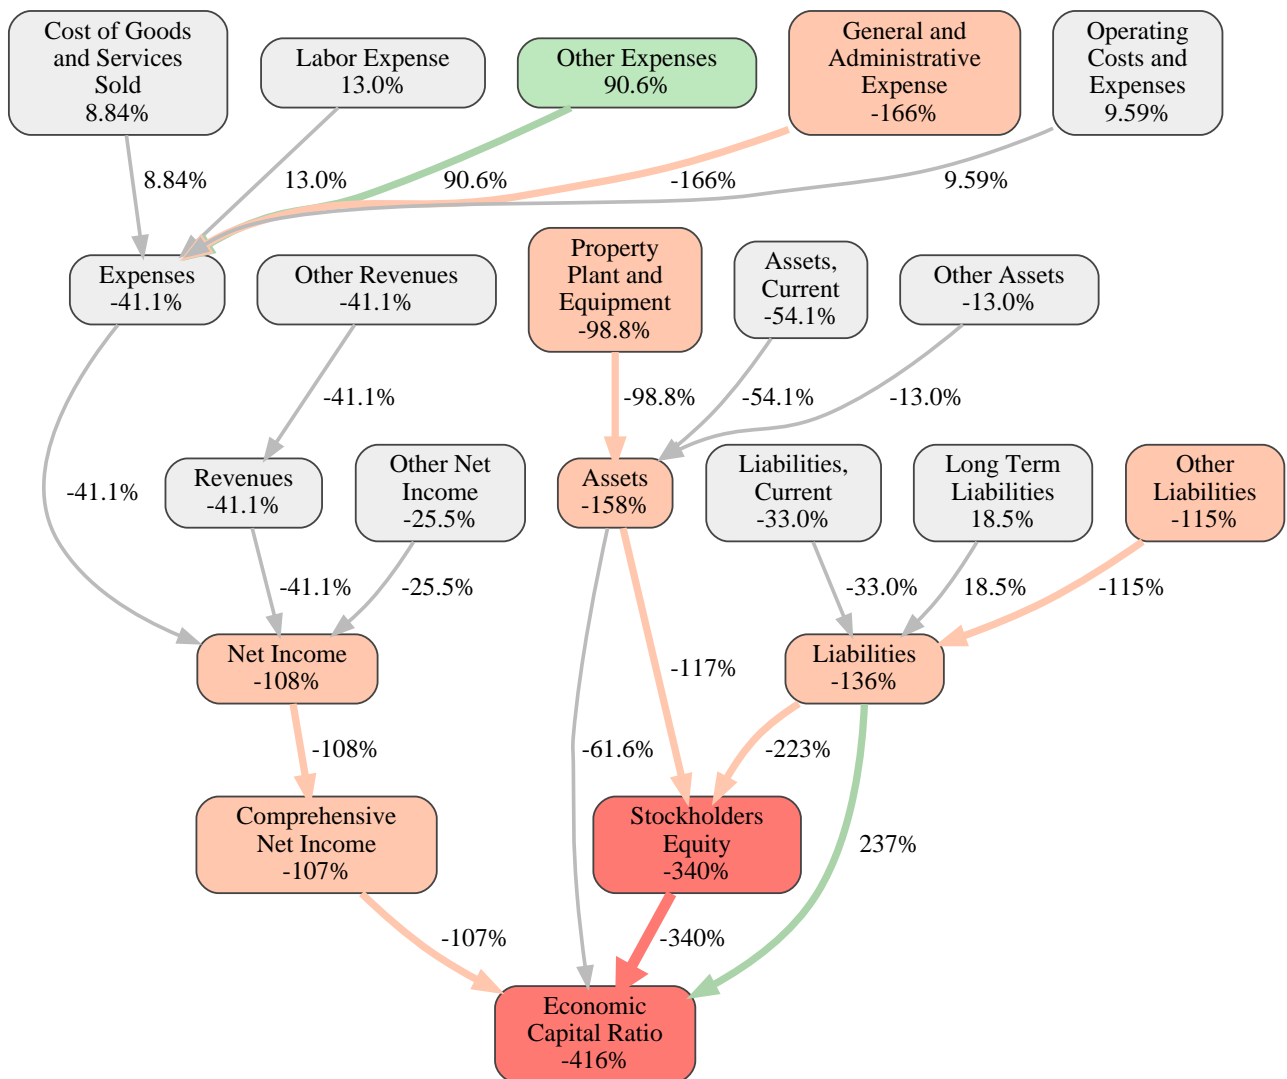 Cost of Goods
and Services
Sold
8.84%
Labor Expense
13.0%
Other Expenses
90.6%
General and
Administrative
Expense
-166%
Operating
Costs and
Expenses
9.59%
8.84%
13.0%
90.6%
-166%
9.59%
Expenses
-41.1%
Other Revenues
-41.1%
Property
Plant and
Equipment
-98.8%
Assets,
Current
-54.1%
Other Assets
-13.0%
-41.1%
-98.8%
-54.1%
-13.0%
-41.1%
Revenues
-41.1%
Other Net
Income
-25.5%
Assets
-158%
Liabilities,
Current
-33.0%
Long Term
Liabilities
18.5%
Other
Liabilities
-115%
-41.1%
-25.5%
-33.0%
18.5%
-115%
Net Income
-108%
-117%
Liabilities
-136%
-108%
-61.6%
-223%
237%
Comprehensive
Net Income
-107%
Stockholders
Equity
-340%
-107%
-340%
Economic
Capital Ratio
-416%